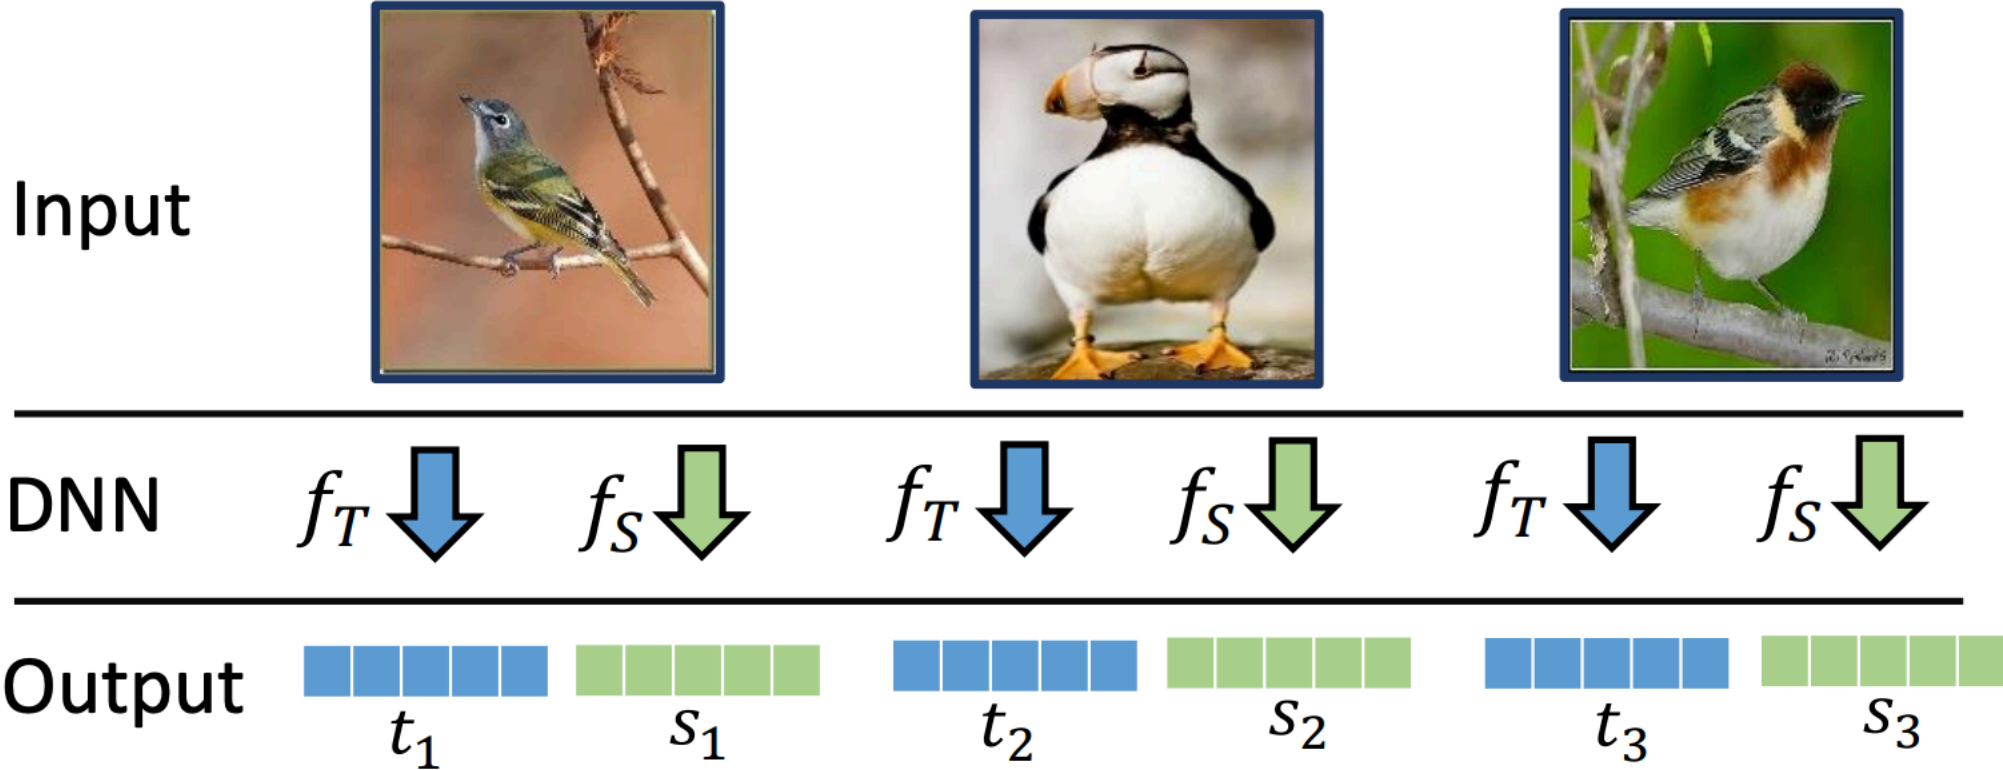 Input
DNN f_T f_S f_T f_S f_T f_S
Output
t_1 s_1 t_2 s_2 t_3 s_3